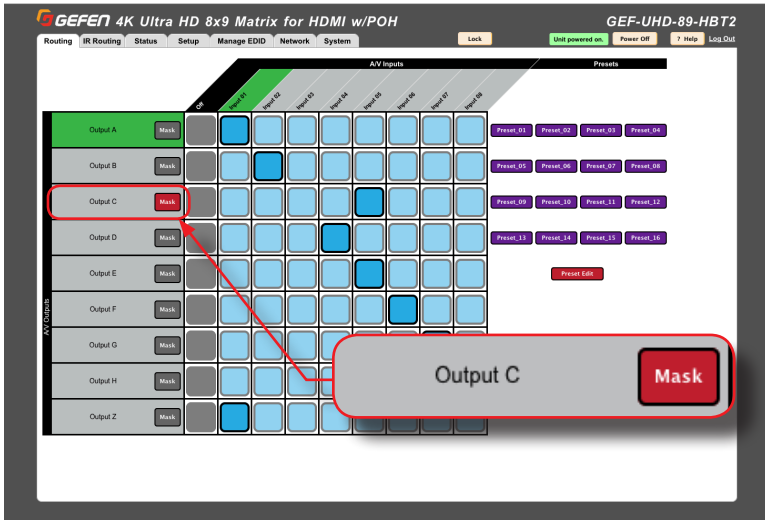 GEFEN 4K Ultra HD 8x9 Matrix for HDMI w/POH GEF-UHD-89-HBT2
Routing IR Routing Status Setup Manage EDID Network System Lock Unit powered on. Power Off ? Help Log Out
A/V Inputs Presets
Off Input 01 Input 02 Input 03 Input 04 Input 05 Input 06 Input 07 Input 08
A/V Outputs
Output A Mask Preset_01 Preset_02 Preset_03 Preset_04
Output B Mask Preset_05 Preset_06 Preset_07 Preset_08
Output C Mask Preset_09 Preset_10 Preset_11 Preset_12
Output D Mask Preset_13 Preset_14 Preset_15 Preset_16
Output E Mask Preset Edit
Output F Mask
Output G Mask
Output H Mask
Output C Mask
Output Z Mask